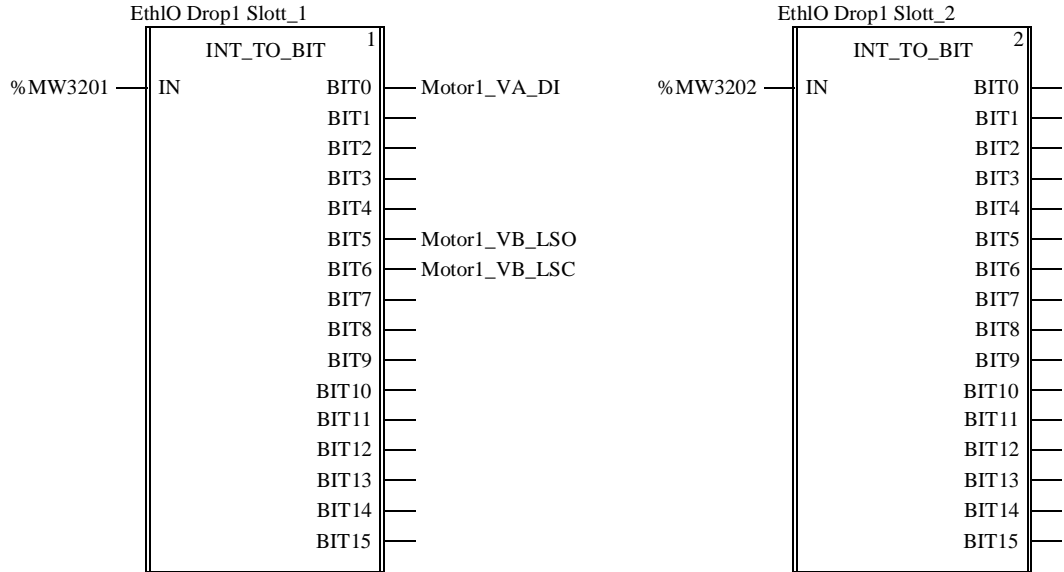 EthlO Drop1 Slott_1
EthlO Drop1 Slott_2
INT_TO_BIT 1
INT_TO_BIT 2
%MW3201 IN BIT0 Motor1_VA_DI
%MW3202 IN BIT0
BIT1
BIT1
BIT2
BIT2
BIT3
BIT3
BIT4
BIT4
BIT5 Motor1_VB_LSO
BIT5
BIT6 Motor1_VB_LSC
BIT6
BIT7
BIT7
BIT8
BIT8
BIT9
BIT9
BIT10
BIT10
BIT11
BIT11
BIT12
BIT12
BIT13
BIT13
BIT14
BIT14
BIT15
BIT15